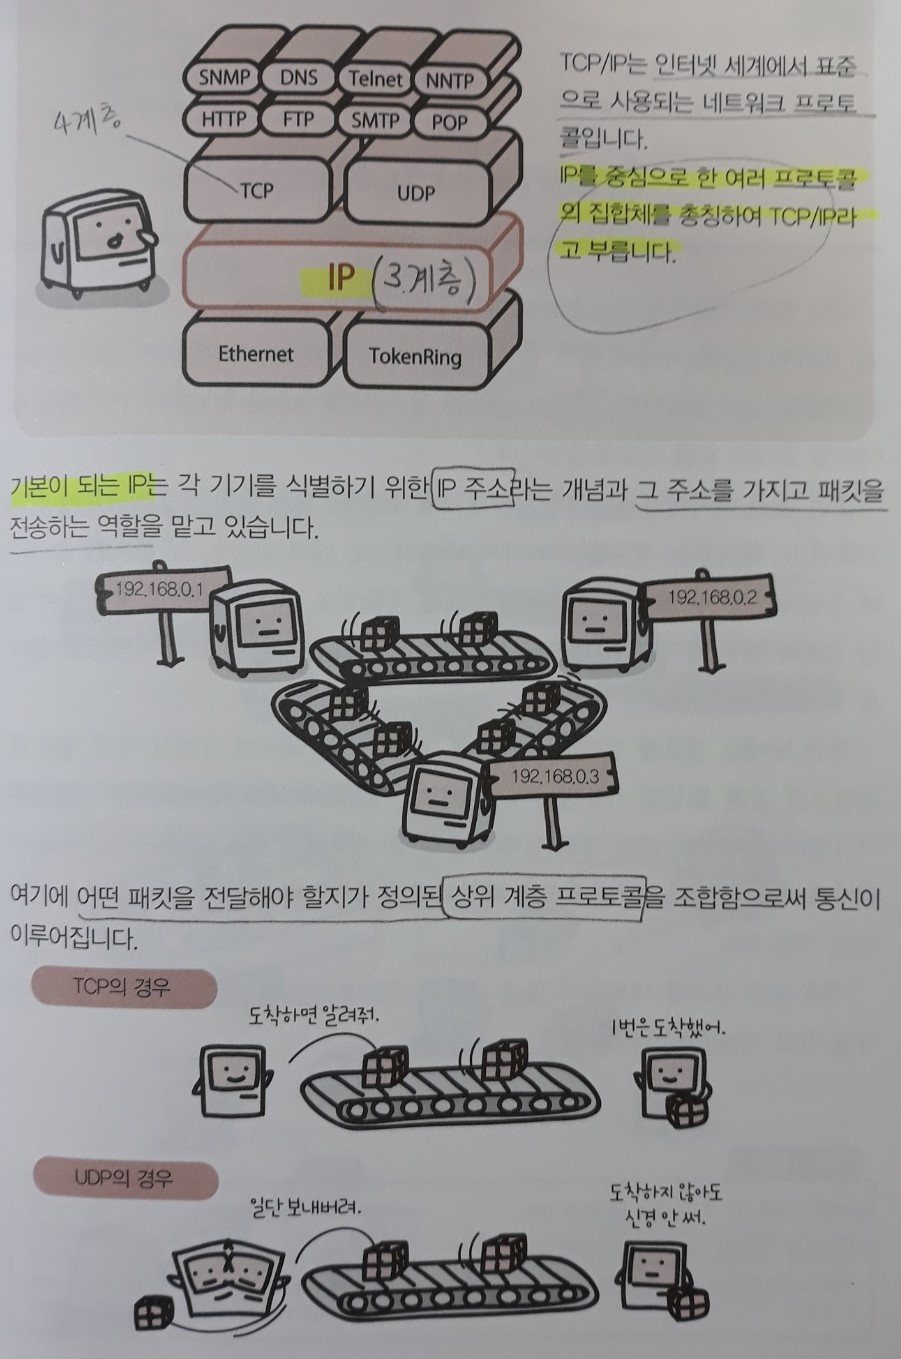 SNMP DNS Telnet NNTP
HTTP FTP SMTP POP
4계층
TCP UDP
IP (3계층)
Ethernet TokenRing
TCP/IP는 인터넷 세계에서 표준
으로 사용되는 네트워크 프로토
콜입니다.
IP를 중심으로 한 여러 프로토콜
의 집합체를 총칭하여 TCP/IP라
고 부릅니다.
기본이 되는 IP는 각 기기를 식별하기 위한 IP 주소라는 개념과 그 주소를 가지고 패킷을
전송하는 역할을 맡고 있습니다.
192.168.0.1
192.168.0.2
192.168.0.3
여기에 어떤 패킷을 전달해야 할지가 정의된 상위 계층 프로토콜을 조합함으로써 통신이
이루어집니다.
TCP의 경우
도착하면 알려줘.
1번은 도착했어.
UDP의 경우
일단 보내버려.
도착하지 않아도
신경 안 써.